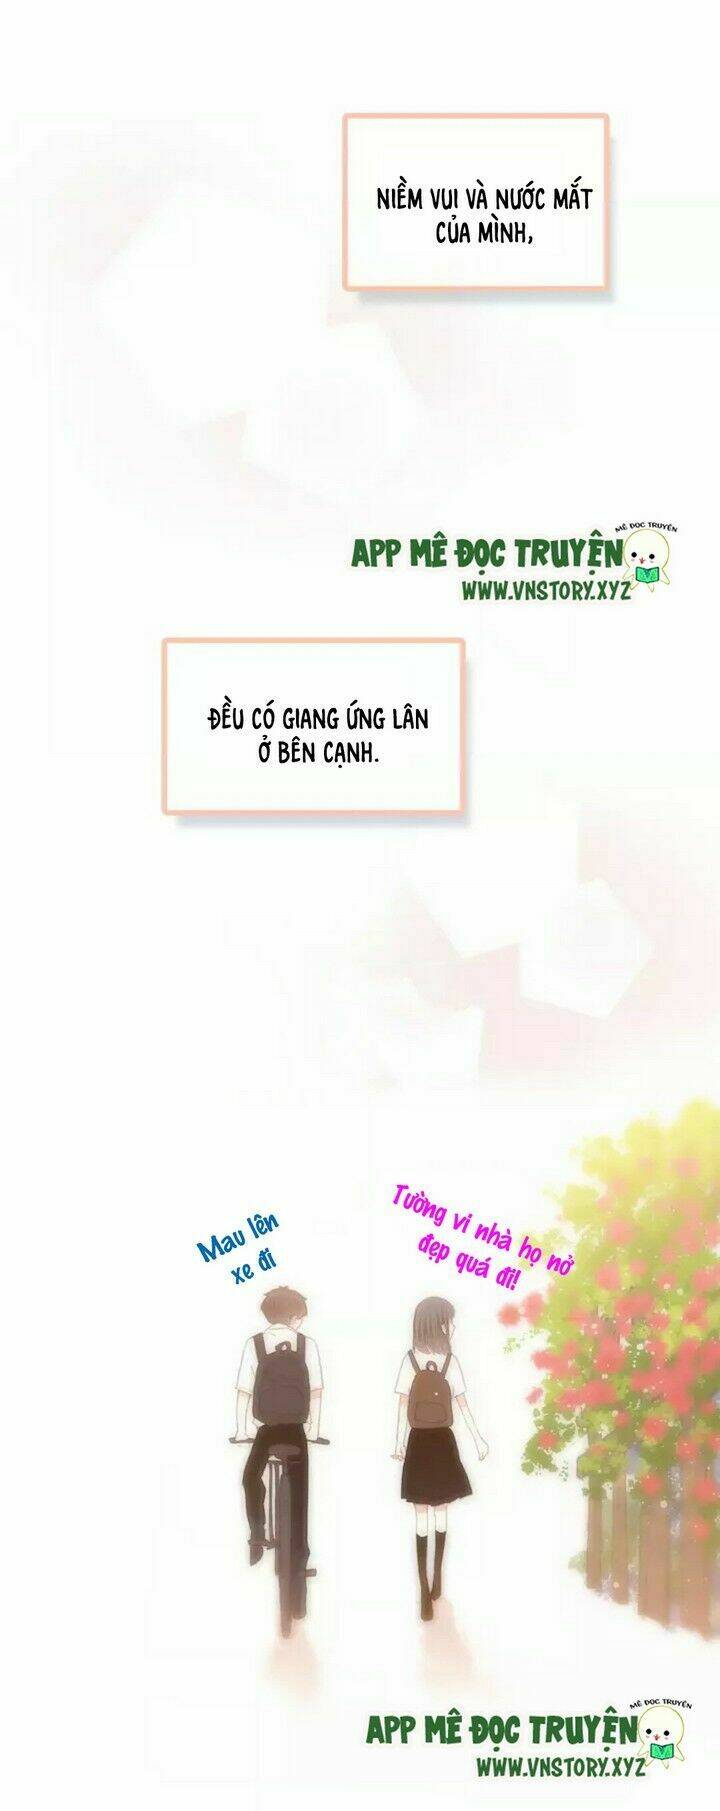 NIỀM VUI VÀ NƯỚC MẮT
CỦA MÌNH,
MÊ ĐỌC TRUYỆN
APP MÊ ĐỌC TRUYỆN
WWW.VNSTORY.XYZ
ĐỀU CÓ GIANG ỨNG LÂN
Ở BÊN CẠNH.
Mau lên
xe đi
Tường vi nhà họ nở
đẹp quá đi!
MÊ ĐỌC TRUYỆN
APP MÊ ĐỌC TRUYỆN
WWW.VNSTORY.XYZ